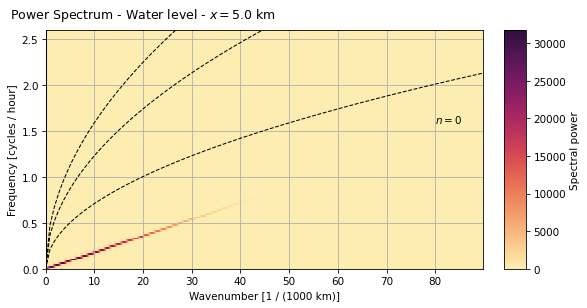 Power Spectrum - Water level - x = 5.0 km
Frequency [cycles / hour]
2.5
2.0
1.5
1.0
0.5
0.0
n = 0
0 10 20 30 40 50 60 70 80
Wavenumber [1 / (1000 km)]
30000
25000
20000
15000
10000
5000
0
Spectral power